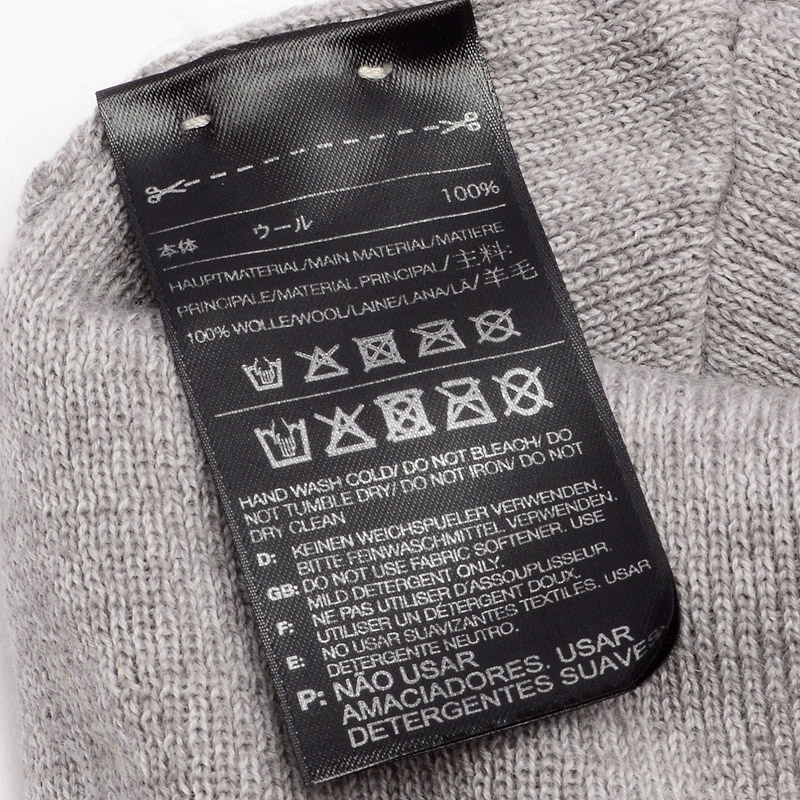 本体 ウール 100%
HAUPTMATERIAL/MAIN MATERIAL/MATIERE
PRINCIPALE/MATERIAL PRINCIPAL/ 主料:
100% WOLLE/WOOL/LAINE/LANA/LÃ/ 羊毛
HAND WASH COLD/ DO NOT BLEACH/ DO
NOT TUMBLE DRY/ DO NOT IRON/ DO NOT
DRY CLEAN
D: KEINEN WEICHSPUELER VERWENDEN.
BITTE FEINWASCHMITTEL VERWENDEN.
GB: DO NOT USE FABRIC SOFTENER. USE
MILD DETERGENT ONLY.
F: NE PAS UTILISER D'ASSOUPLISSEUR.
UTILISER UN DÉTERGENT DOUX.
E: NO USAR SUAVIZANTES TEXTILES. USAR
DETERGENTE NEUTRO.
P: NÃO USAR
AMACIADORES. USAR
DETERGENTES SUAVES.